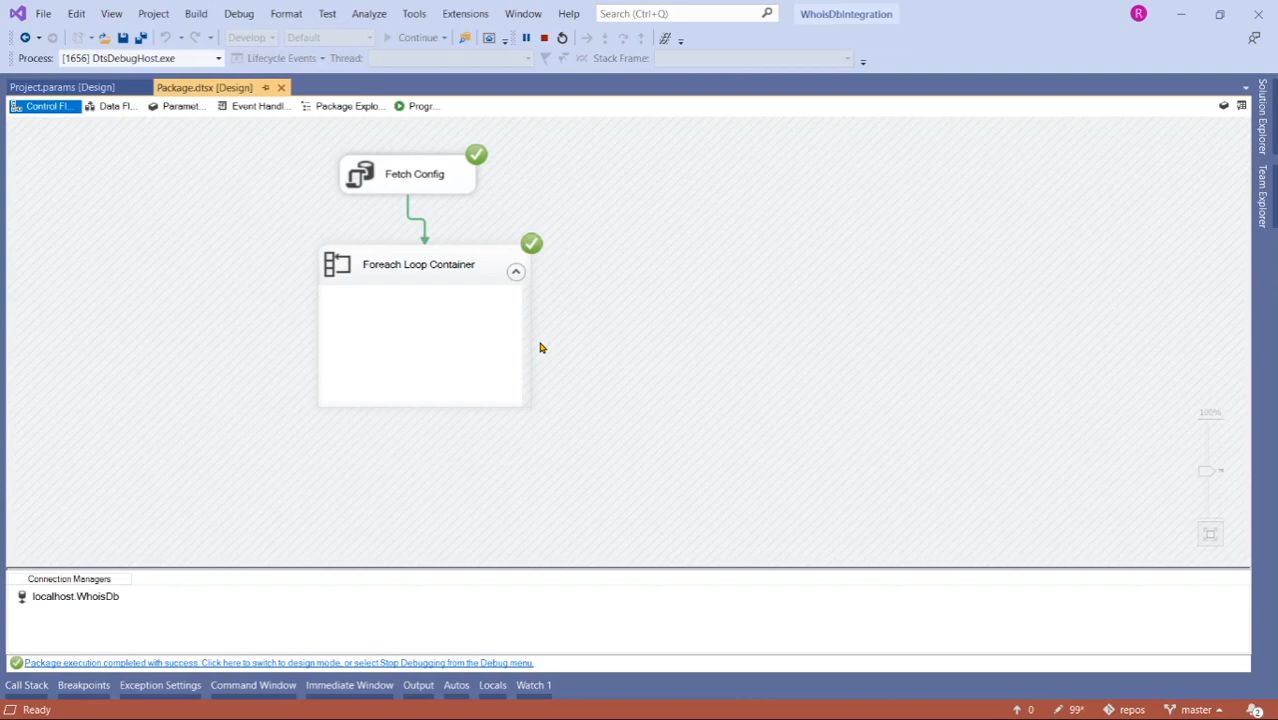 File Edit View Project Build Debug Format Test Analyze Tools Extensions Window Help Search (Ctrl+Q) WhoisDbIntegration R
Develop Default Continue
Process: [1656] DtsDebugHost.exe Lifecycle Events Thread: Stack Frame:
Project.params [Design] Package.dtsx [Design]
Control Fl... Data Fl... Paramet... Event Handl... Package Explo... Progr...
Fetch Config
Foreach Loop Container
100%
Connection Managers
localhost.WhoisDb
Package execution completed with success. Click here to switch to design mode, or select Stop Debugging from the Debug menu.
Call Stack Breakpoints Exception Settings Command Window Immediate Window Output Autos Locals Watch 1
Ready 0 99* repos master 2
Solution Explorer
Team Explorer